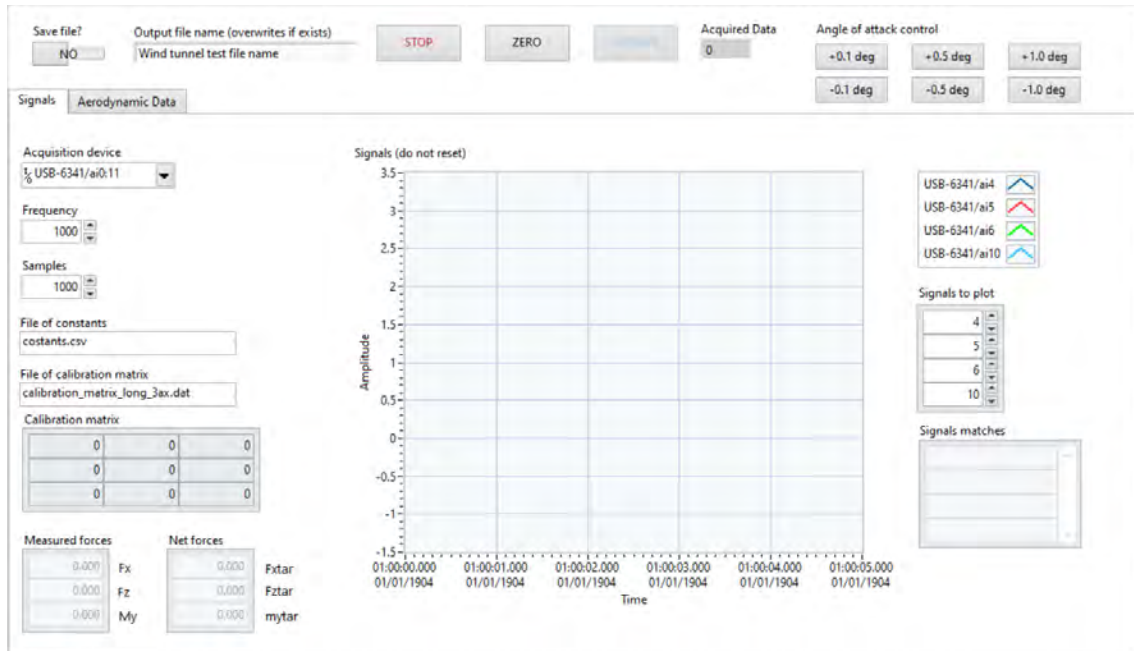 Save file?
NO
Output file name (overwrites if exists)
Wind tunnel test file name
STOP
ZERO
Acquired Data
0
Angle of attack control
+0.1 deg
+0.5 deg
+1.0 deg
-0.1 deg
-0.5 deg
-1.0 deg
Signals
Aerodynamic Data
Acquisition device
USB-6341/ai0:11
Frequency
1000
Samples
1000
File of constants
costants.csv
File of calibration matrix
calibration_matrix_long_3ax.dat
Calibration matrix
0 0 0
0 0 0
0 0 0
Measured forces
0.000 Fx
0.000 Fz
0.000 My
Net forces
0.000 Fxtar
0.000 Fztar
0.000 mytar
Signals (do not reset)
Amplitude
3.5
3
2.5
2
1.5
1
0.5
0
-0.5
-1
-1.5
01:00:00.000 01:00:01.000 01:00:02.000 01:00:03.000 01:00:04.000 01:00:05.000
01/01/1904 01/01/1904 01/01/1904 01/01/1904 01/01/1904 01/01/1904
Time
USB-6341/ai4
USB-6341/ai5
USB-6341/ai6
USB-6341/ai10
Signals to plot
4
5
6
10
Signals matches